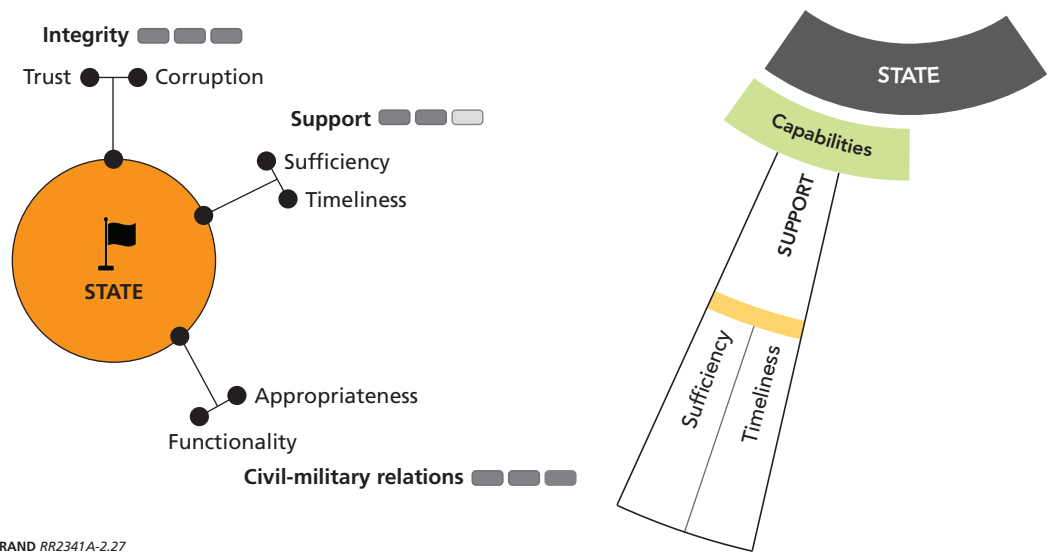 Integrity
Trust
Corruption
Support
Sufficiency
Timeliness
STATE
Appropriateness
Functionality
Civil-military relations
RAND RR2341A-2.27
STATE
Capabilities
SUPPORT
Sufficiency
Timeliness